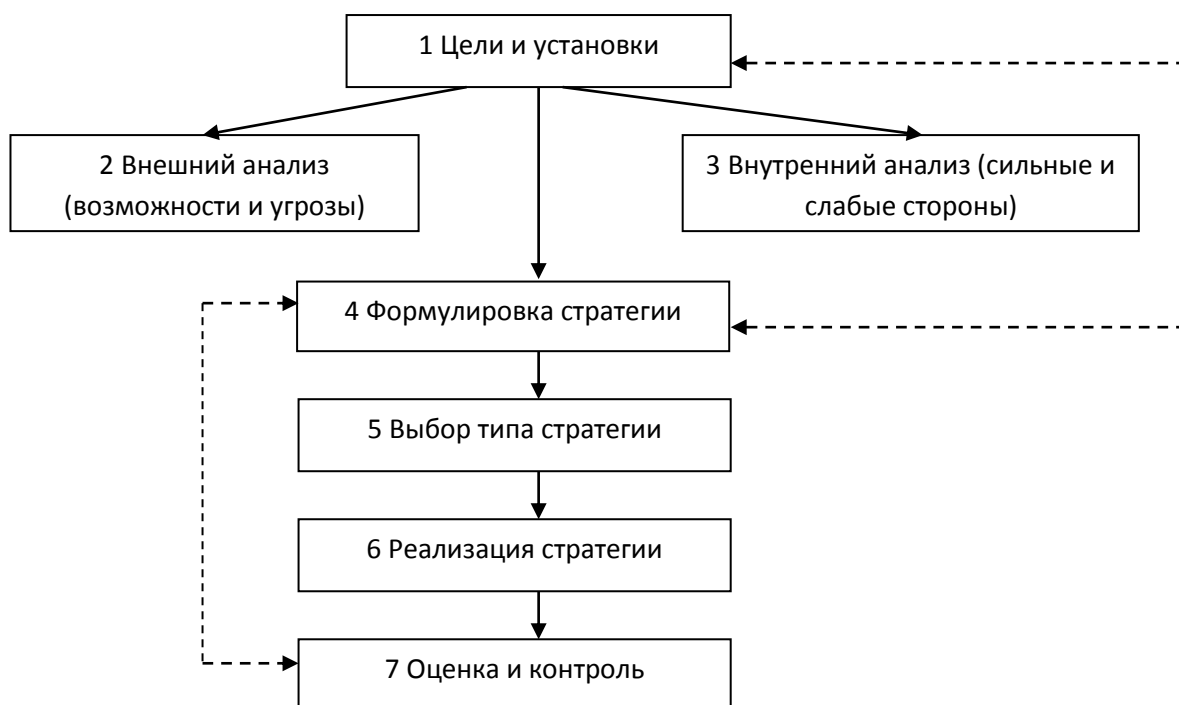 1 Цели и установки
2 Внешний анализ
(возможности и угрозы)
3 Внутренний анализ (сильные и
слабые стороны)
4 Формулировка стратегии
5 Выбор типа стратегии
6 Реализация стратегии
7 Оценка и контроль